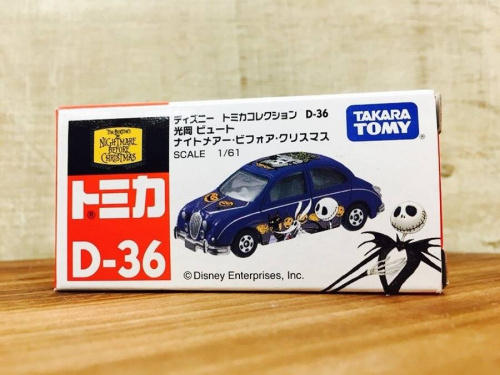 TIM BURTON'S
THE
NIGHTMARE
BEFORE
CHRISTMAS
トミカ
®
D-36
ディズニー トミカコレクション D-36
光岡 ビュート
ナイトメアー・ビフォア・クリスマス
SCALE 1/61
TAKARA
TOMY
©Disney Enterprises, Inc.